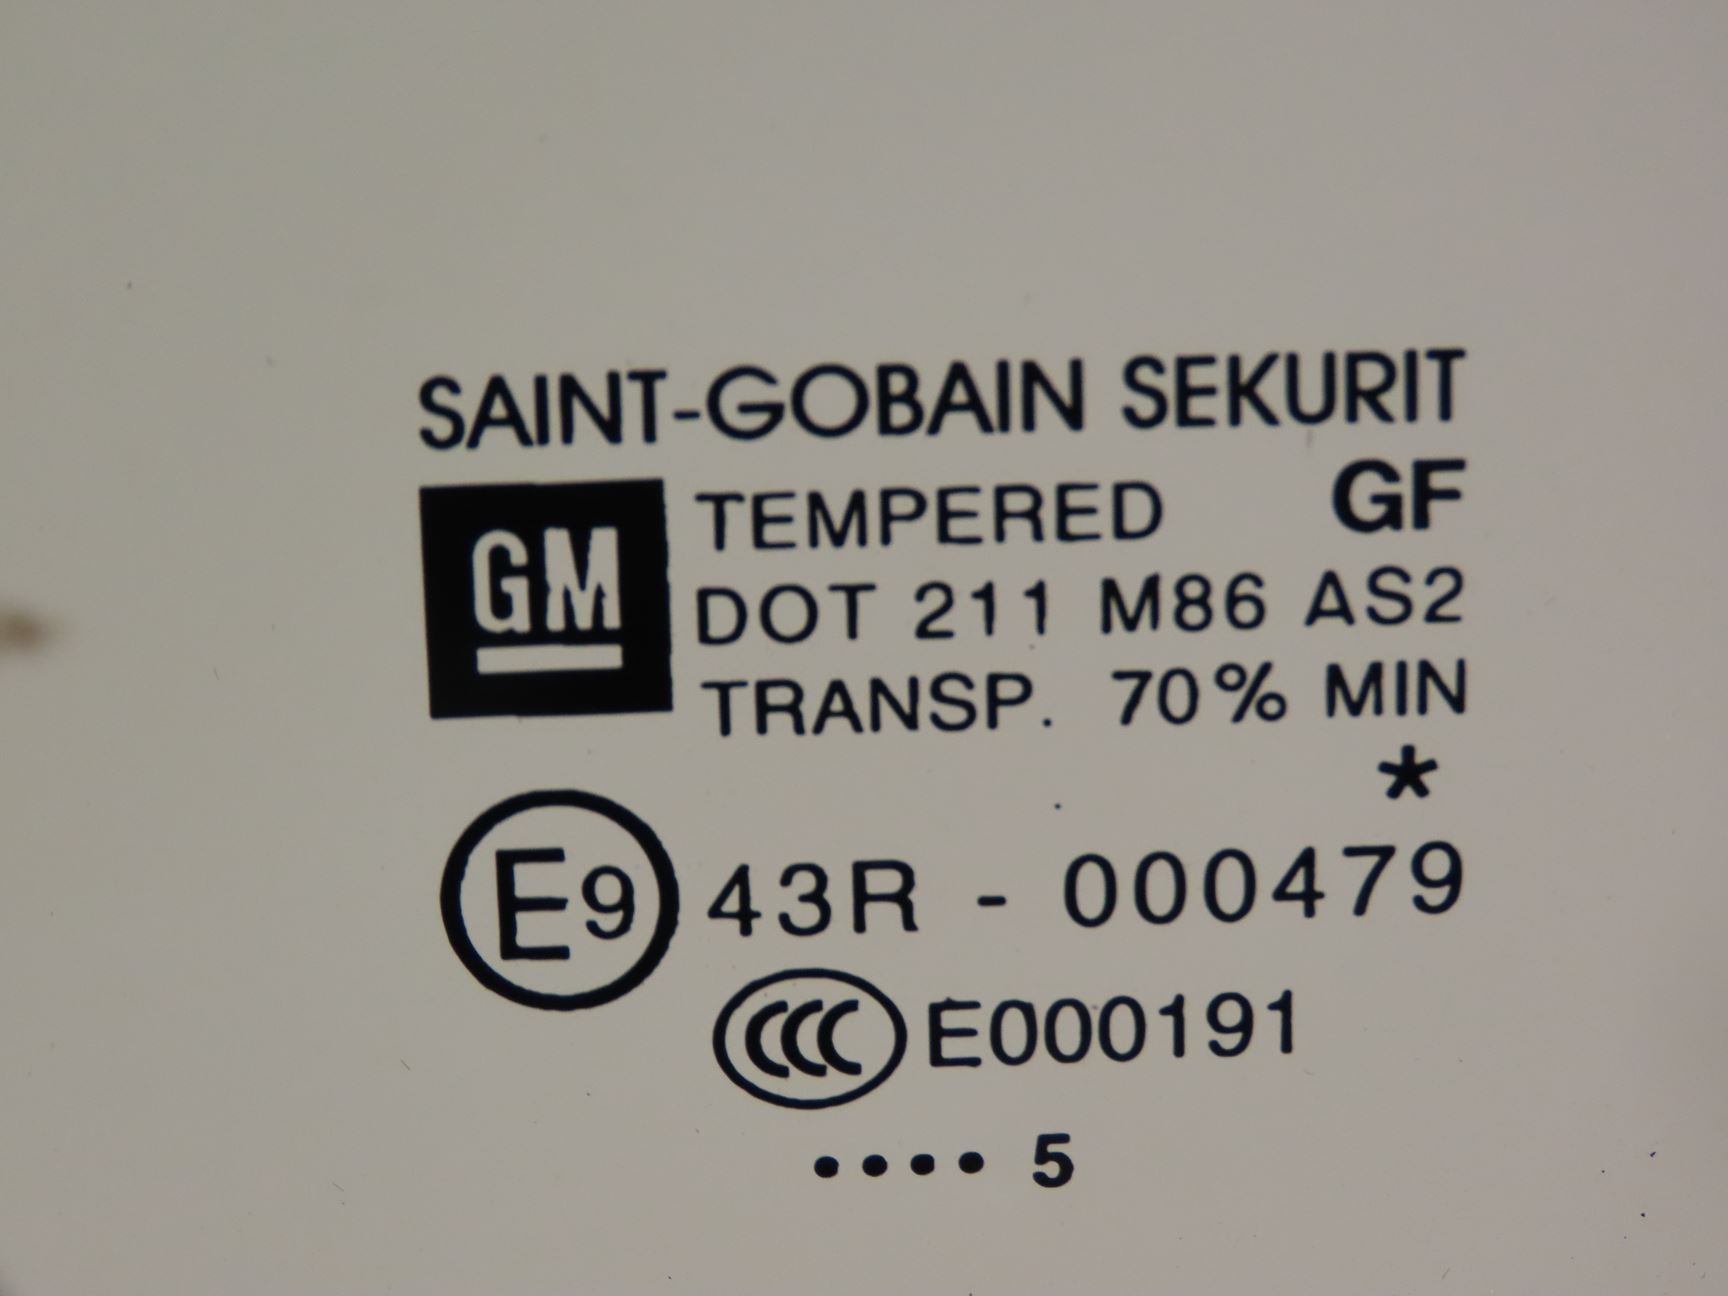 SAINT-GOBAIN SEKURIT
GM TEMPERED GF
DOT 211 M86 AS2
TRANSP. 70% MIN
*
E9 43R - 000479
CCC E000191
•••• 5